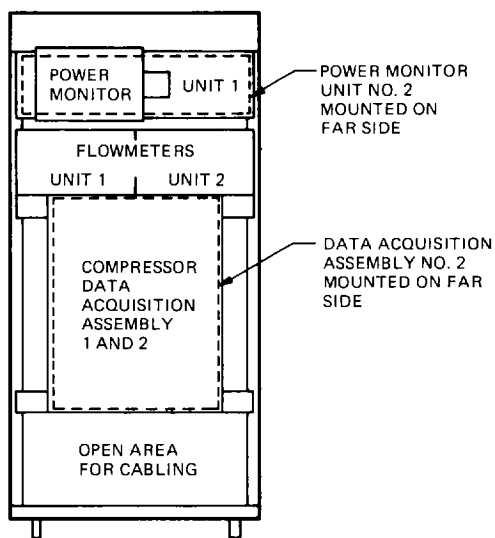 POWER
MONITOR
UNIT 1
POWER MONITOR
UNIT NO. 2
MOUNTED ON
FAR SIDE
FLOWMETERS
UNIT 1
UNIT 2
COMPRESSOR
DATA
ACQUISITION
ASSEMBLY
1 AND 2
DATA ACQUISITION
ASSEMBLY NO. 2
MOUNTED ON FAR
SIDE
OPEN AREA
FOR CABLING